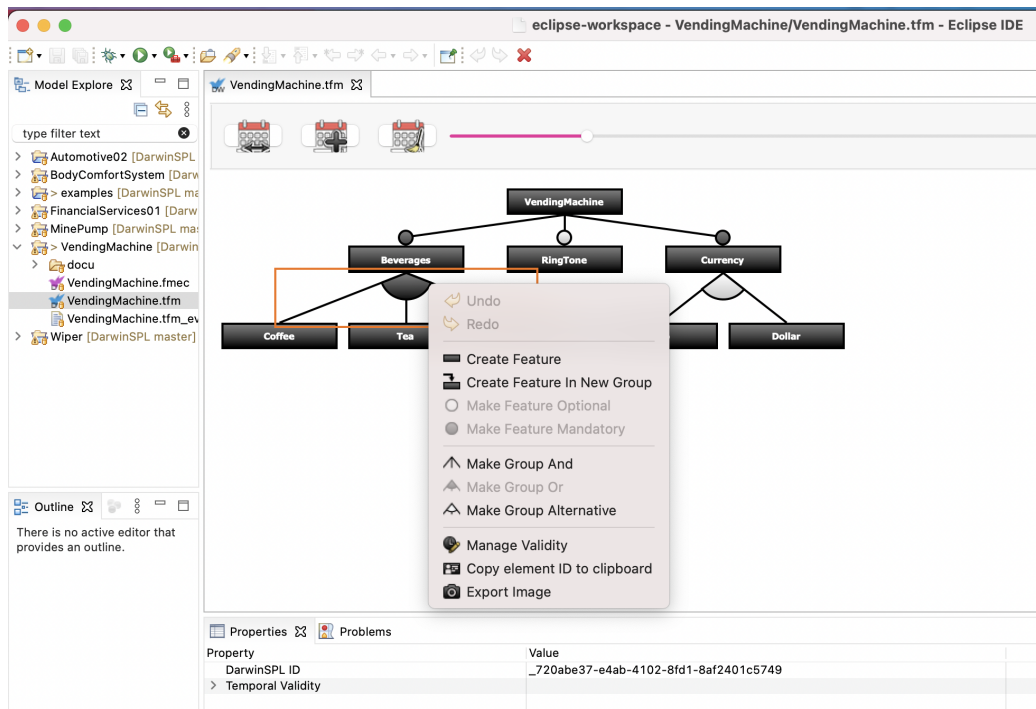 eclipse-workspace - VendingMachine/VendingMachine.tfm - Eclipse IDE
Model Explore
VendingMachine.tfm
type filter text
Automotive02 [DarwinSPL
BodyComfortSystem [Darw
> examples [DarwinSPL ma
FinancialServices01 [Darw
MinePump [DarwinSPL mas
> VendingMachine [Darwin
docu
VendingMachine.fmec
VendingMachine.tfm
VendingMachine.tfm_ev
Wiper [DarwinSPL master]
VendingMachine
Beverages
RingTone
Currency
Coffee
Tea
Dollar
Undo
Redo
Create Feature
Create Feature In New Group
Make Feature Optional
Make Feature Mandatory
Make Group And
Make Group Or
Make Group Alternative
Manage Validity
Copy element ID to clipboard
Export Image
Outline
There is no active editor that
provides an outline.
Properties
Problems
Property Value
DarwinSPL ID _720abe37-e4ab-4102-8fd1-8af2401c5749
Temporal Validity